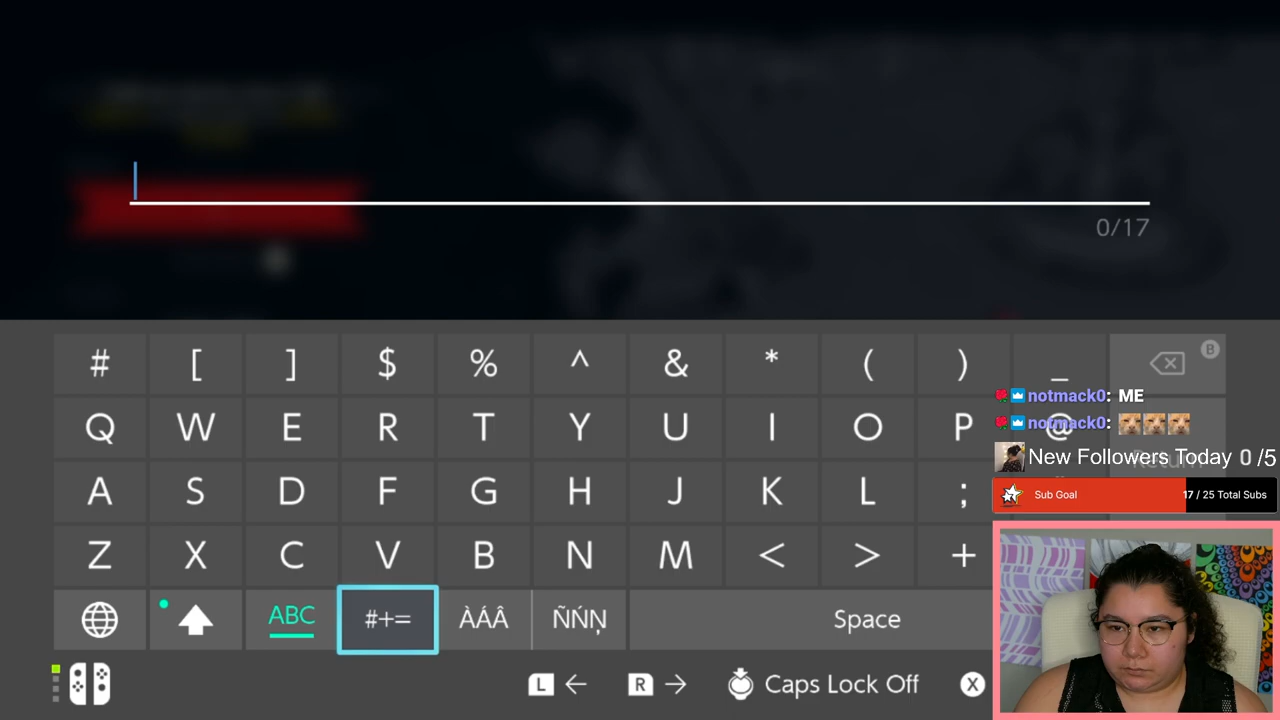 0/17
# [ ] $ % ^ & * ( ) _ B
notmack0: ME
Q W E R T Y U I O P @
notmack0:
New Followers Today 0 /5
Return
A S D F G H J K L ;
Sub Goal 17 / 25 Total Subs
Z X C V B N M < > +
ABC #+= ÀÁÂ ÑŃŅ Space
L ← R → Caps Lock Off X